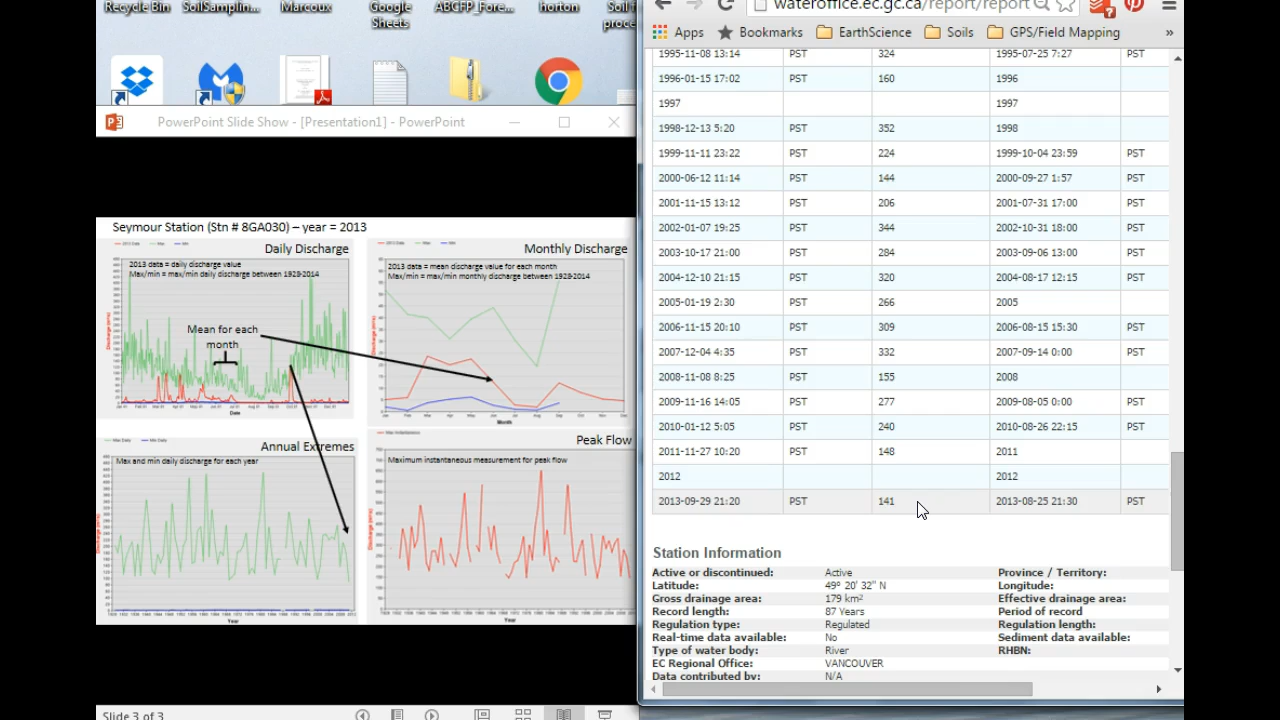 Recycle Bin
SoilSamplin...
Marcoux
Google
Sheets
ABCFP_Fore...
horton
Soil
proce
PowerPoint Slide Show - [Presentation1] - PowerPoint
Seymour Station (Stn # 8GA030) – year = 2013
Daily Discharge
2013 data = daily discharge value
Max/min = max/min daily discharge between 1928-2014
Mean for each
month
Date
Monthly Discharge
2013 data = mean discharge value for each month
Max/min = max/min monthly discharge between 1928-2014
Month
Annual Extremes
Max and min daily discharge for each year
Year
Peak Flow
Maximum instantaneous measurement for peak flow
Year
Slide 3 of 3
wateroffice.ec.gc.ca/report/report
7
Apps Bookmarks EarthScience Soils GPS/Field Mapping »
1995-11-08 13:14 PST 324 1995-07-25 7:27 PST
1996-01-15 17:02 PST 160 1996
1997 1997
1998-12-13 5:20 PST 352 1998
1999-11-11 23:22 PST 224 1999-10-04 23:59 PST
2000-06-12 11:14 PST 144 2000-09-27 1:57 PST
2001-11-15 13:12 PST 206 2001-07-31 17:00 PST
2002-01-07 19:25 PST 344 2002-10-31 18:00 PST
2003-10-17 21:00 PST 284 2003-09-06 13:00 PST
2004-12-10 21:15 PST 320 2004-08-17 12:15 PST
2005-01-19 2:30 PST 266 2005
2006-11-15 20:10 PST 309 2006-08-15 15:30 PST
2007-12-04 4:35 PST 332 2007-09-14 0:00 PST
2008-11-08 8:25 PST 155 2008
2009-11-16 14:05 PST 277 2009-08-05 0:00 PST
2010-01-12 5:05 PST 240 2010-08-26 22:15 PST
2011-11-27 10:20 PST 148 2011
2012 2012
2013-09-29 21:20 PST 141 2013-08-25 21:30 PST
Station Information
Active or discontinued: Active Province / Territory:
Latitude: 49° 20' 32" N Longitude:
Gross drainage area: 179 km² Effective drainage area:
Record length: 87 Years Period of record
Regulation type: Regulated Regulation length:
Real-time data available: No Sediment data available:
Type of water body: River RHBN:
EC Regional Office: VANCOUVER
Data contributed by: N/A